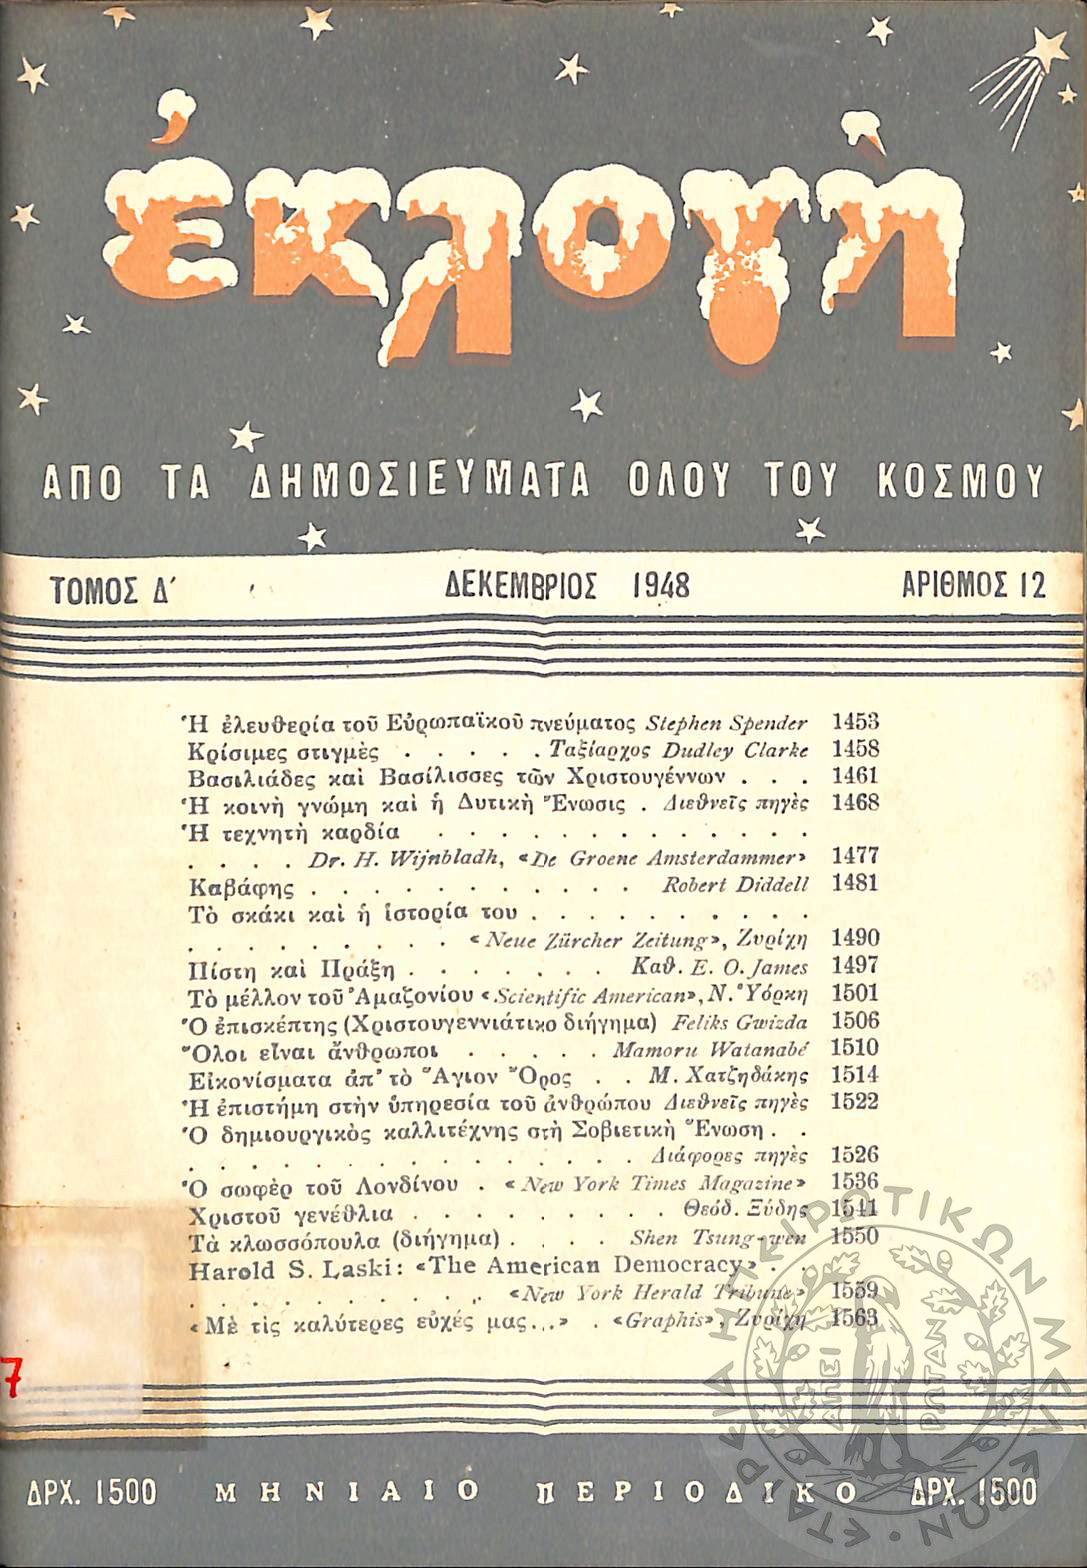 ἐκλογή
ΑΠΟ ΤΑ ΔΗΜΟΣΙΕΥΜΑΤΑ ΟΛΟΥ ΤΟΥ ΚΟΣΜΟΥ
ΤΟΜΟΣ Δ΄ ΔΕΚΕΜΒΡΙΟΣ 1948 ΑΡΙΘΜΟΣ 12
Ἡ ἐλευθερία τοῦ Εὐρωπαϊκοῦ πνεύματος Stephen Spender 1453
Κρίσιμες στιγμὲς . . . . . Ταξίαρχος Dudley Clarke 1458
Βασιλιάδες καὶ Βασίλισσες τῶν Χριστουγέννων . . . 1461
Ἡ κοινὴ γνώμη καὶ ἡ Δυτικὴ Ἕνωσις . Διεθνεῖς πηγὲς 1468
Ἡ τεχνητὴ καρδία . . . . . . . . . . . .
. . . . Dr. H. Wijnbladh, «De Groene Amsterdammer» 1477
Καβάφης . . . . . . . . . . . Robert Diddell 1481
Τὸ σκάκι καὶ ἡ ἱστορία του . . . . . . . . . .
. . . . . . . . . «Neue Zürcher Zeitung», Ζυρίχη 1490
Πίστη καὶ Πράξη . . . . . . . Καθ. E. O. James 1497
Τὸ μέλλον τοῦ Ἀμαζονίου «Scientific American», Ν. Ὑόρκη 1501
Ὁ ἐπισκέπτης (Χριστουγεννιάτικο διήγημα) Feliks Gwizda 1506
Ὅλοι εἶναι ἄνθρωποι . . . . . Mamoru Watanabé 1510
Εἰκονίσματα ἀπ' τὸ Ἅγιον Ὄρος . . Μ. Χατζηδάκης 1514
Ἡ ἐπιστήμη στὴν ὑπηρεσία τοῦ ἀνθρώπου Διεθνεῖς πηγὲς 1522
Ὁ δημιουργικὸς καλλιτέχνης στὴ Σοβιετικὴ Ἕνωση . .
. . . . . . . . . . . . . . Διάφορες πηγὲς 1526
Ὁ σωφὲρ τοῦ Λονδίνου . «New York Times Magazine» 1536
Χριστοῦ γενέθλια . . . . . . . . . Θεόδ. Ξύδης 1541
Τὰ κλωσσόπουλα (διήγημα) . . . . Shen Tsung-wen 1550
Harold S. Laski: «The American Democracy» . .
. . . . . . . . . . «New York Herald Tribune» 1559
«Μὲ τὶς καλύτερες εὐχές μας...» . «Graphis», Ζυρίχη 1563
7
ΔΡΧ. 1500 ΜΗΝΙΑΙΟ ΠΕΡΙΟΔΙΚΟ ΔΡΧ. 1500
ΕΤΑΙΡΕΙΑ ΗΠΕΙΡΩΤΙΚΩΝ ΜΕΛΕΤΩΝ
ΑΠΕΙ
ΡΩΤΑΝ